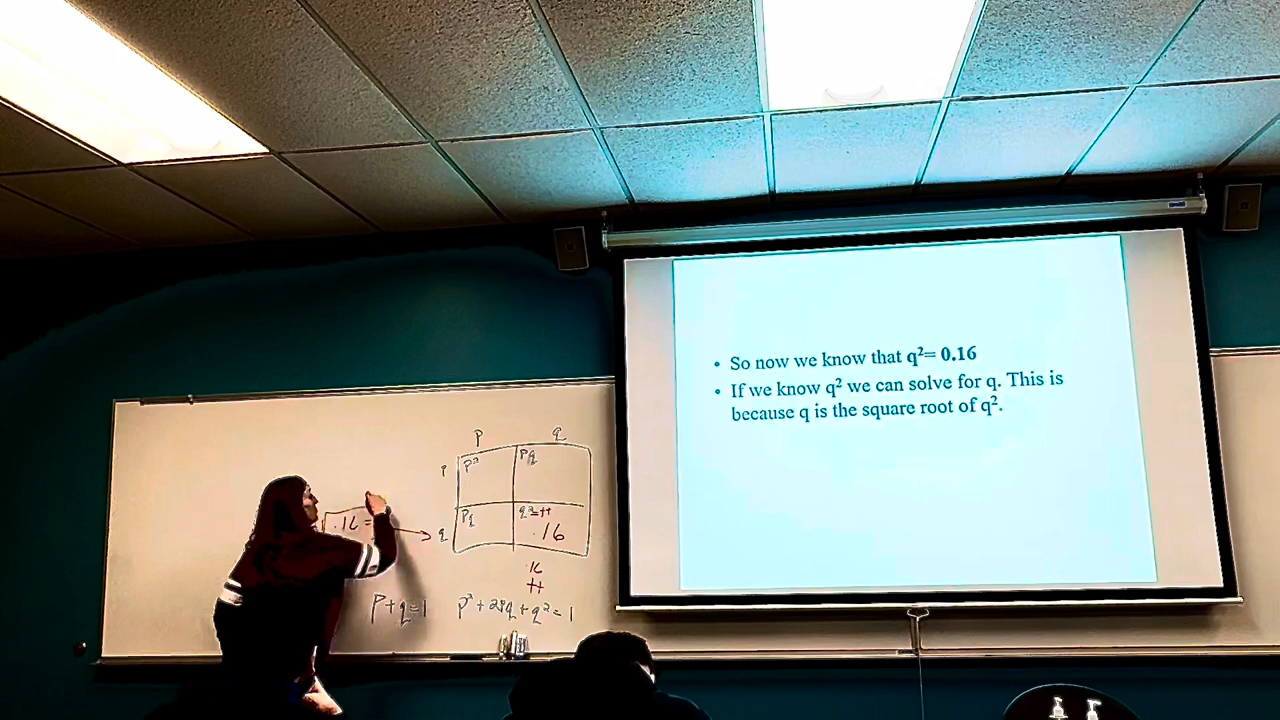 • So now we know that q²= 0.16
• If we know q² we can solve for q. This is
because q is the square root of q².
p q
p p² pq
.16 =
q pq q²=tt
.16
.16
tt
p+q=1 p²+2pq+q²=1